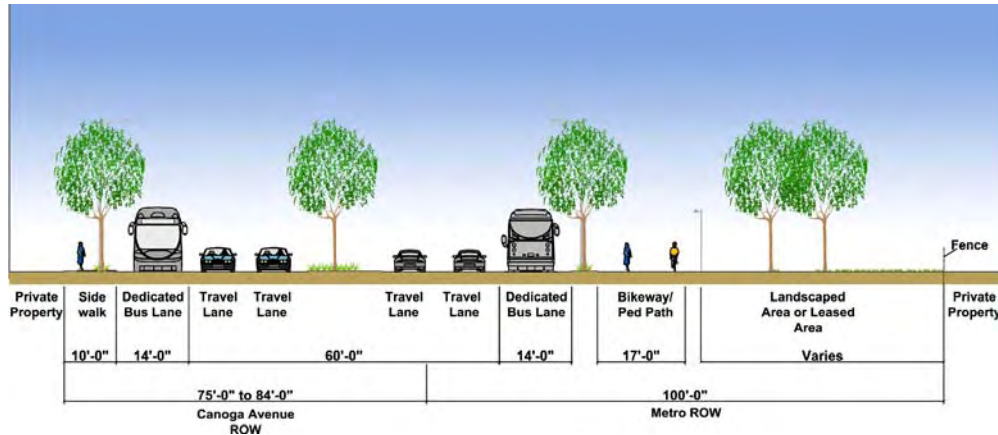 Fence
Private
Property
Side
walk
Dedicated
Bus Lane
Travel
Lane
Travel
Lane
Travel
Lane
Travel
Lane
Dedicated
Bus Lane
Bikeway/
Ped Path
Landscaped
Area or Leased
Area
Private
Property
10'-0"
14'-0"
60'-0"
14'-0"
17'-0"
Varies
75'-0" to 84'-0"
100'-0"
Canoga Avenue
ROW
Metro ROW